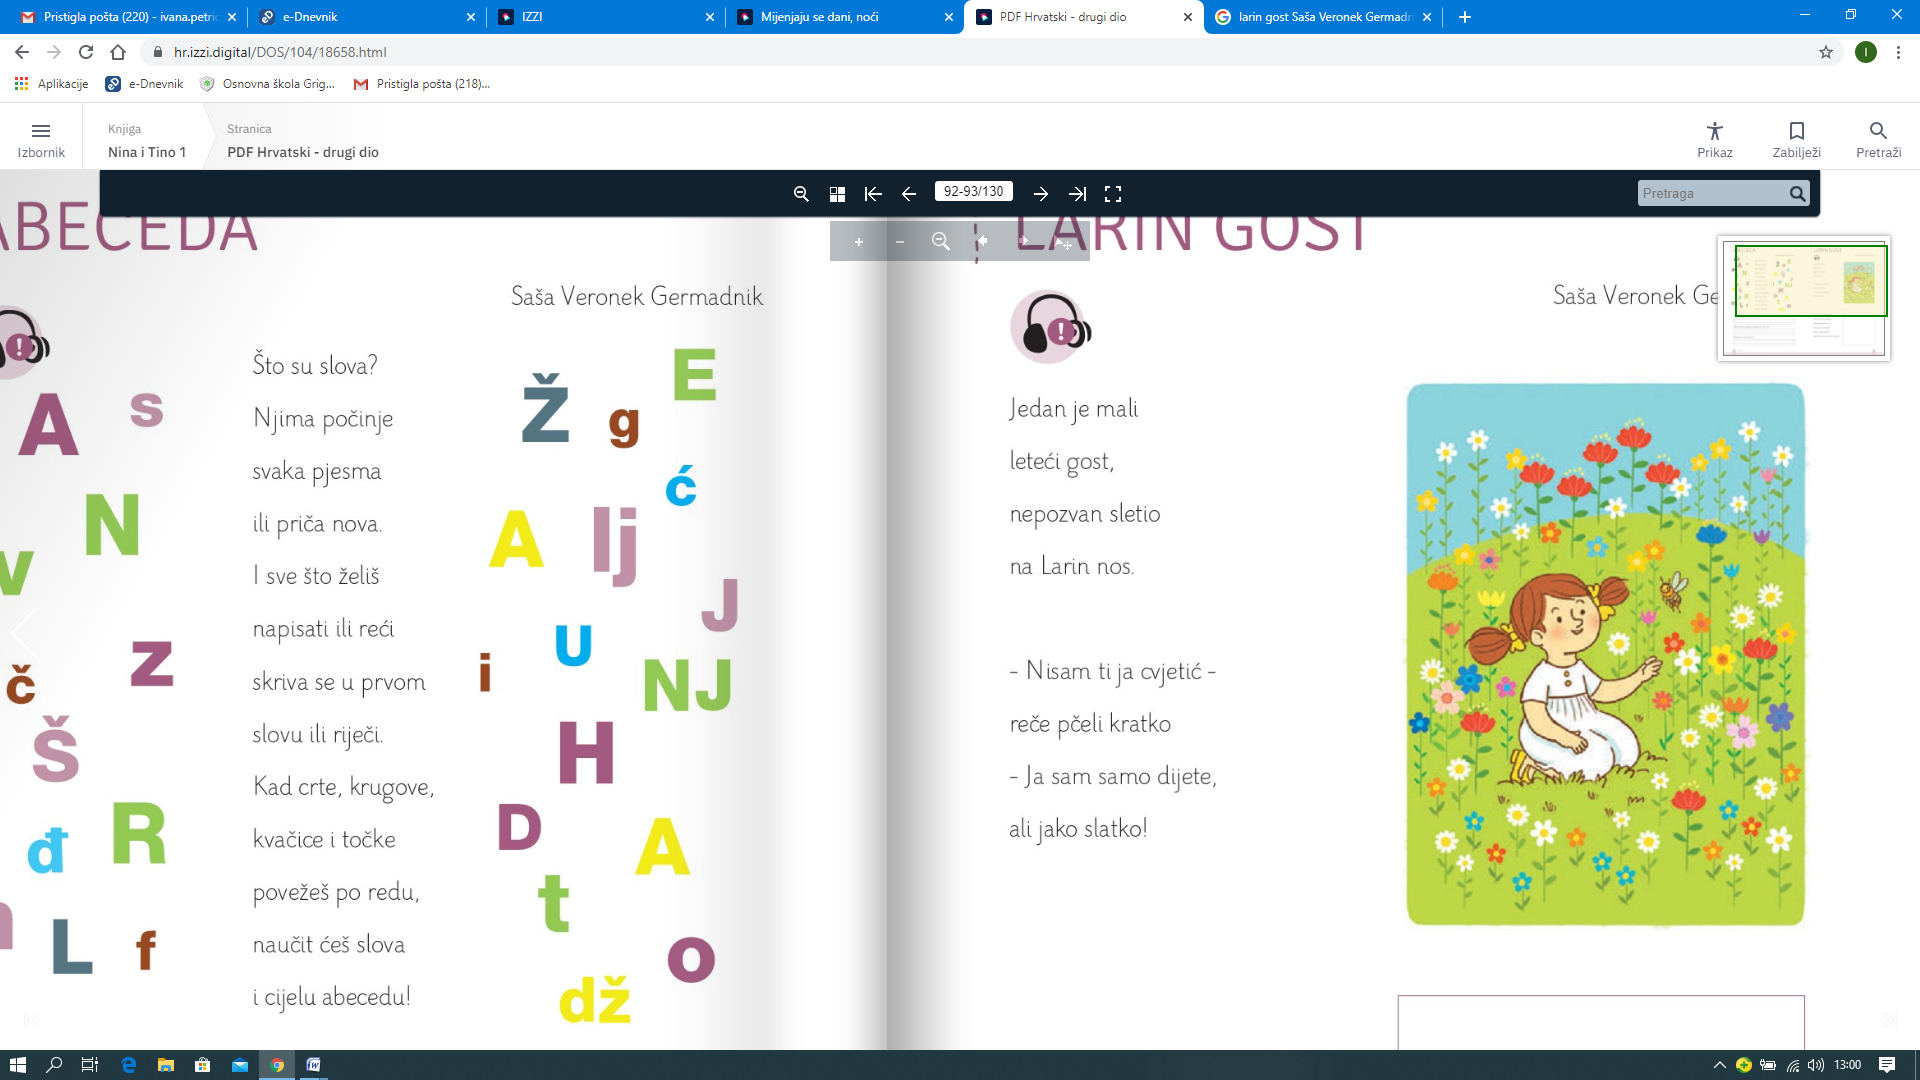 Pristigla pošta (220) - ivana.petri
e-Dnevnik
IZZI
Mijenjaju se dani, noći
PDF Hrvatski - drugi dio
larin gost Saša Veronek Germadn
hr.izzi.digital/DOS/104/18658.html
I
Aplikacije
e-Dnevnik
Osnovna škola Grig...
Pristigla pošta (218)...
Izbornik
Knjiga
Nina i Tino 1
Stranica
PDF Hrvatski - drugi dio
Prikaz
Zabilježi
Pretraži
92-93/130
Pretraga
ABECEDA
Saša Veronek Germadnik
Što su slova?
Njima počinje
svaka pjesma
ili priča nova.
I sve što želiš
napisati ili reći
skriva se u prvom
slovu ili riječi.
Kad crte, krugove,
kvačice i točke
povežeš po redu,
naučit ćeš slova
i cijelu abecedu!
A s
N
v
z
č
Š
R
đ
L f
E
Ž g
ć
A lj
J
U
i
NJ
H
D
A
t
o
dž
LARIN GOST
Saša Veronek Ge
Jedan je mali
leteći gost,
nepozvan sletio
na Larin nos.
- Nisam ti ja cvjetić -
reče pčeli kratko
- Ja sam samo dijete,
ali jako slatko!
13:00